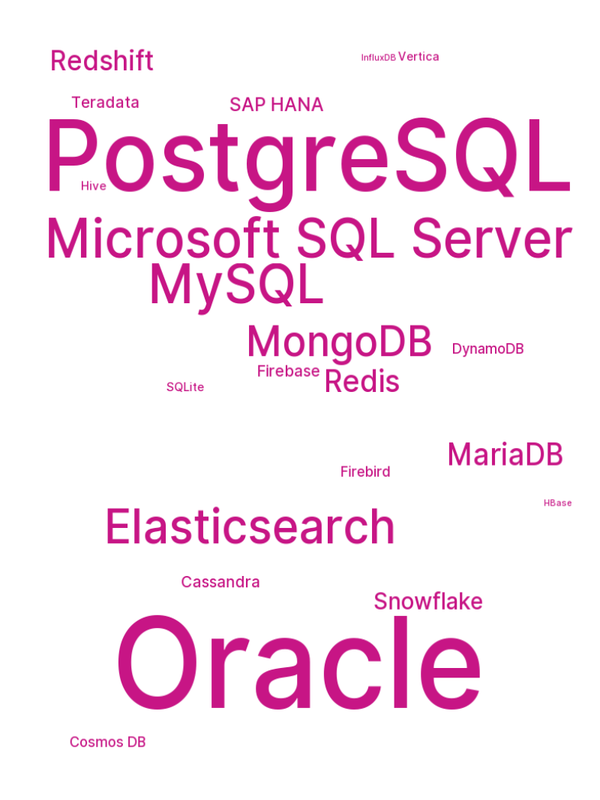 Redshift
InfluxDB Vertica
Teradata
SAP HANA
PostgreSQL
Hive
Microsoft SQL Server
MySQL
MongoDB
DynamoDB
Firebase
Redis
SQLite
MariaDB
Firebird
HBase
Elasticsearch
Cassandra
Snowflake
Oracle
Cosmos DB